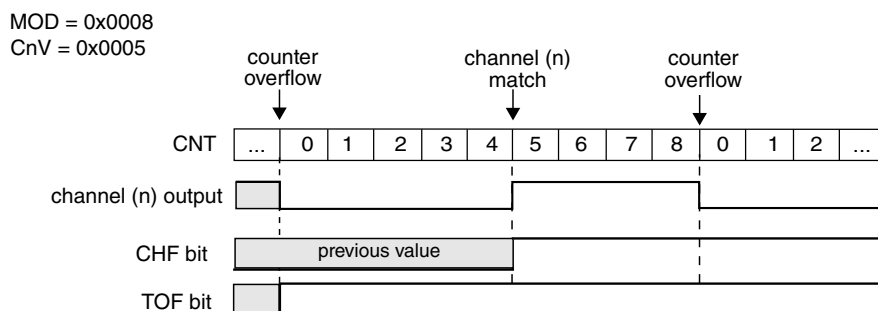 MOD = 0x0008
CnV = 0x0005
counter
overflow
channel (n)
match
counter
overflow
CNT ... 0 1 2 3 4 5 6 7 8 0 1 2 ...
channel (n) output
CHF bit previous value
TOF bit